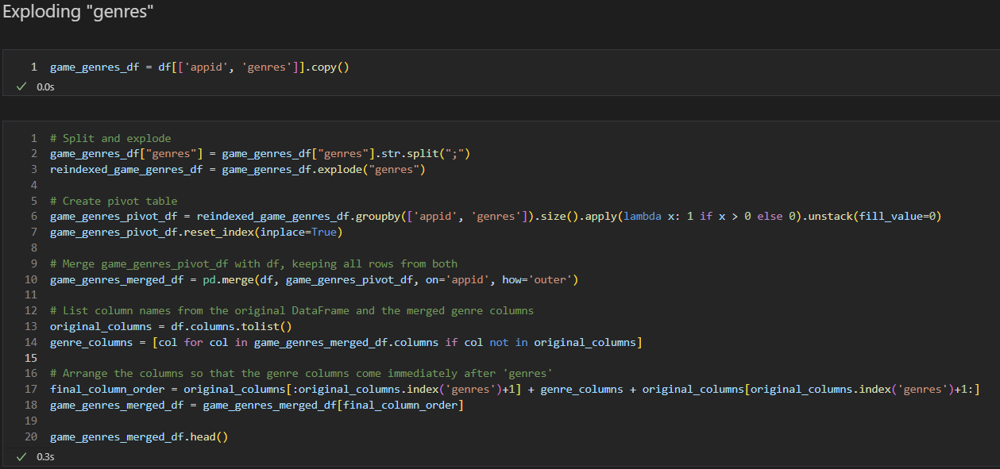 Exploding "genres"
1 game_genres_df = df[['appid', 'genres']].copy()
0.0s
1 # Split and explode
2 game_genres_df["genres"] = game_genres_df["genres"].str.split(";")
3 reindexed_game_genres_df = game_genres_df.explode("genres")
4
5 # Create pivot table
6 game_genres_pivot_df = reindexed_game_genres_df.groupby(['appid', 'genres']).size().apply(lambda x: 1 if x > 0 else 0).unstack(fill_value=0)
7 game_genres_pivot_df.reset_index(inplace=True)
8
9 # Merge game_genres_pivot_df with df, keeping all rows from both
10 game_genres_merged_df = pd.merge(df, game_genres_pivot_df, on='appid', how='outer')
11
12 # List column names from the original DataFrame and the merged genre columns
13 original_columns = df.columns.tolist()
14 genre_columns = [col for col in game_genres_merged_df.columns if col not in original_columns]
15
16 # Arrange the columns so that the genre columns come immediately after 'genres'
17 final_column_order = original_columns[:original_columns.index('genres')+1] + genre_columns + original_columns[original_columns.index('genres')+1:]
18 game_genres_merged_df = game_genres_merged_df[final_column_order]
19
20 game_genres_merged_df.head()
0.3s